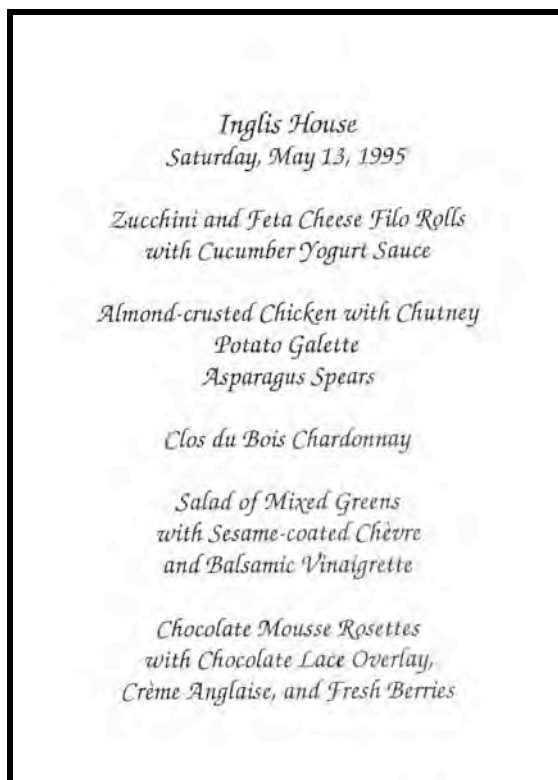 Inglis House
Saturday, May 13, 1995
Zucchini and Feta Cheese Filo Rolls
with Cucumber Yogurt Sauce
Almond-crusted Chicken with Chutney
Potato Galette
Asparagus Spears
Clos du Bois Chardonnay
Salad of Mixed Greens
with Sesame-coated Chèvre
and Balsamic Vinaigrette
Chocolate Mousse Rosettes
with Chocolate Lace Overlay,
Crème Anglaise, and Fresh Berries